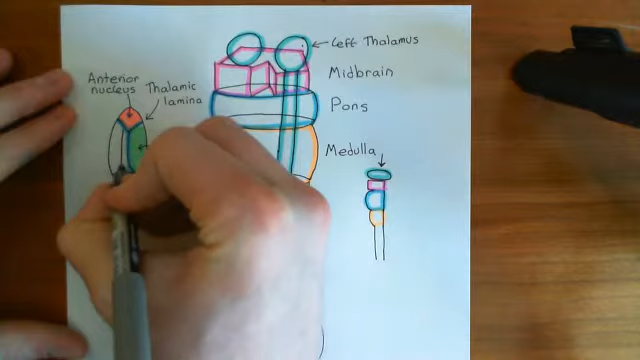 Left Thalamus
Midbrain
Anterior
nucleus
Thalamic
lamina
Pons
Medulla